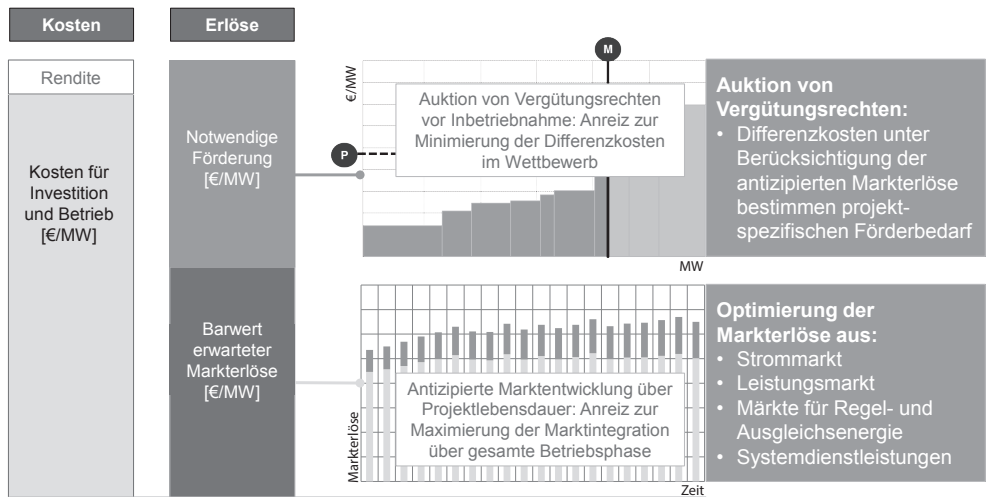 Kosten
Erlöse
Rendite
Kosten für
Investition
und Betrieb
[€/MW]
Notwendige
Förderung
[€/MW]
Barwert
erwarteter
Markterlöse
[€/MW]
€/MW
M
P
Auktion von Vergütungsrechten
vor Inbetriebnahme: Anreiz zur
Minimierung der Differenzkosten
im Wettbewerb
MW
Auktion von
Vergütungsrechten:
• Differenzkosten unter
Berücksichtigung der
antizipierten Markterlöse
bestimmen projekt-
spezifischen Förderbedarf
Markterlöse
Antizipierte Marktentwicklung über
Projektlebensdauer: Anreiz zur
Maximierung der Marktintegration
über gesamte Betriebsphase
Zeit
Optimierung der
Markterlöse aus:
• Strommarkt
• Leistungsmarkt
• Märkte für Regel- und
Ausgleichsenergie
• Systemdienstleistungen